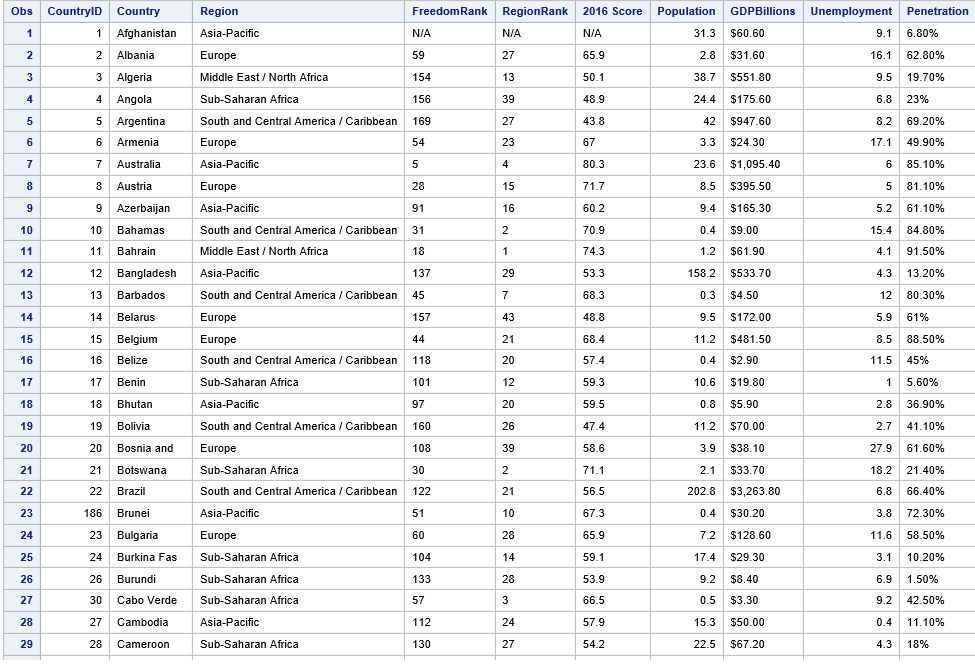 Obs CountryID Country Region FreedomRank RegionRank 2016 Score Population GDPBillions Unemployment Penetration
1 1 Afghanistan Asia-Pacific N/A N/A N/A 31.3 $60.60 9.1 6.80%
2 2 Albania Europe 59 27 65.9 2.8 $31.60 16.1 62.80%
3 3 Algeria Middle East / North Africa 154 13 50.1 38.7 $551.80 9.5 19.70%
4 4 Angola Sub-Saharan Africa 156 39 48.9 24.4 $175.60 6.8 23%
5 5 Argentina South and Central America / Caribbean 169 27 43.8 42 $947.60 8.2 69.20%
6 6 Armenia Europe 54 23 67 3.3 $24.30 17.1 49.90%
7 7 Australia Asia-Pacific 5 4 80.3 23.6 $1,095.40 6 85.10%
8 8 Austria Europe 28 15 71.7 8.5 $395.50 5 81.10%
9 9 Azerbaijan Asia-Pacific 91 16 60.2 9.4 $165.30 5.2 61.10%
10 10 Bahamas South and Central America / Caribbean 31 2 70.9 0.4 $9.00 15.4 84.80%
11 11 Bahrain Middle East / North Africa 18 1 74.3 1.2 $61.90 4.1 91.50%
12 12 Bangladesh Asia-Pacific 137 29 53.3 158.2 $533.70 4.3 13.20%
13 13 Barbados South and Central America / Caribbean 45 7 68.3 0.3 $4.50 12 80.30%
14 14 Belarus Europe 157 43 48.8 9.5 $172.00 5.9 61%
15 15 Belgium Europe 44 21 68.4 11.2 $481.50 8.5 88.50%
16 16 Belize South and Central America / Caribbean 118 20 57.4 0.4 $2.90 11.5 45%
17 17 Benin Sub-Saharan Africa 101 12 59.3 10.6 $19.80 1 5.60%
18 18 Bhutan Asia-Pacific 97 20 59.5 0.8 $5.90 2.8 36.90%
19 19 Bolivia South and Central America / Caribbean 160 26 47.4 11.2 $70.00 2.7 41.10%
20 20 Bosnia and Europe 108 39 58.6 3.9 $38.10 27.9 61.60%
21 21 Botswana Sub-Saharan Africa 30 2 71.1 2.1 $33.70 18.2 21.40%
22 22 Brazil South and Central America / Caribbean 122 21 56.5 202.8 $3,263.80 6.8 66.40%
23 186 Brunei Asia-Pacific 51 10 67.3 0.4 $30.20 3.8 72.30%
24 23 Bulgaria Europe 60 28 65.9 7.2 $128.60 11.6 58.50%
25 24 Burkina Fas Sub-Saharan Africa 104 14 59.1 17.4 $29.30 3.1 10.20%
26 26 Burundi Sub-Saharan Africa 133 28 53.9 9.2 $8.40 6.9 1.50%
27 30 Cabo Verde Sub-Saharan Africa 57 3 66.5 0.5 $3.30 9.2 42.50%
28 27 Cambodia Asia-Pacific 112 24 57.9 15.3 $50.00 0.4 11.10%
29 28 Cameroon Sub-Saharan Africa 130 27 54.2 22.5 $67.20 4.3 18%